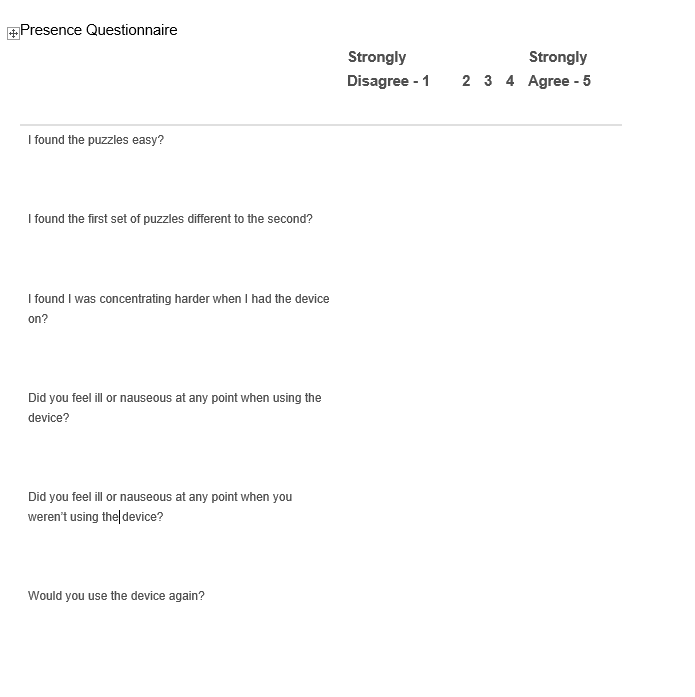 Presence Questionnaire
Strongly Strongly
Disagree - 1 2 3 4 Agree - 5
I found the puzzles easy?
I found the first set of puzzles different to the second?
I found I was concentrating harder when I had the device
on?
Did you feel ill or nauseous at any point when using the
device?
Did you feel ill or nauseous at any point when you
weren’t using the device?
Would you use the device again?